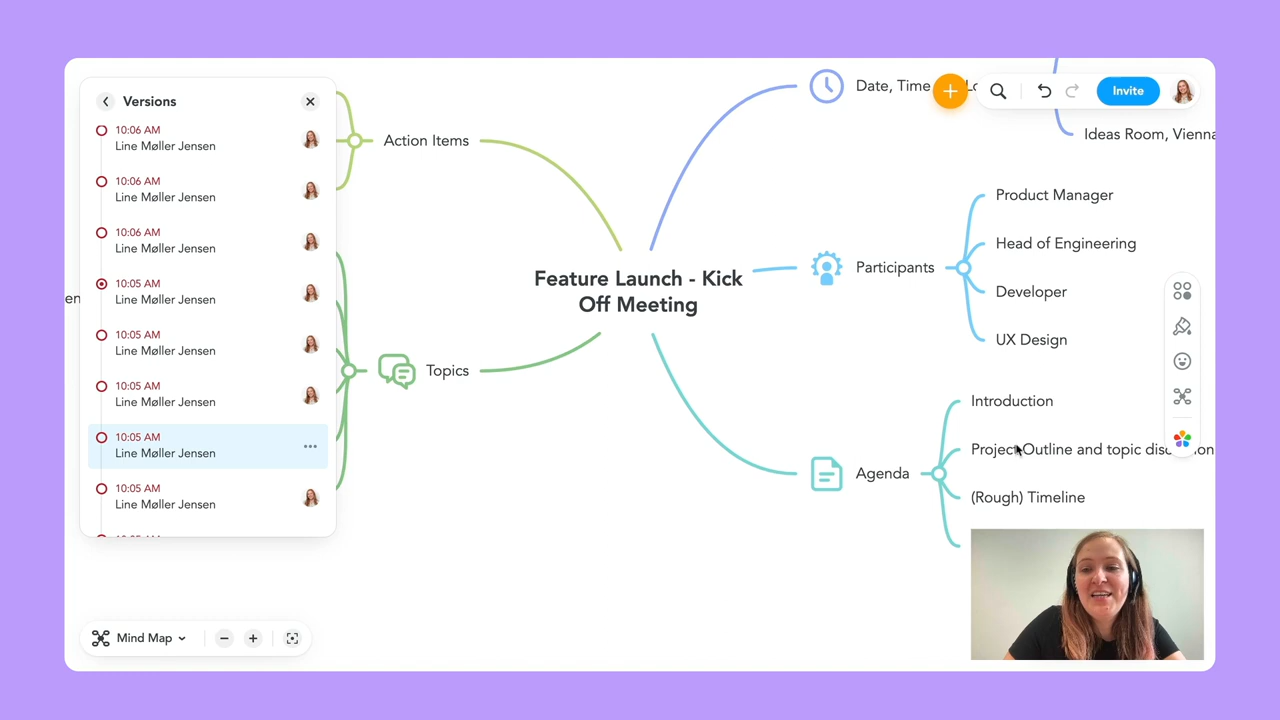 Versions
10:06 AM
Line Møller Jensen
10:06 AM
Line Møller Jensen
10:06 AM
Line Møller Jensen
10:05 AM
Line Møller Jensen
10:05 AM
Line Møller Jensen
10:05 AM
Line Møller Jensen
10:05 AM
Line Møller Jensen
10:05 AM
Line Møller Jensen
en
Action Items
Topics
Feature Launch - Kick
Off Meeting
Date, Time
Lo
Invite
Ideas Room, Vienna
Participants
Product Manager
Head of Engineering
Developer
UX Design
Agenda
Introduction
Project Outline and topic discussion
(Rough) Timeline
Mind Map